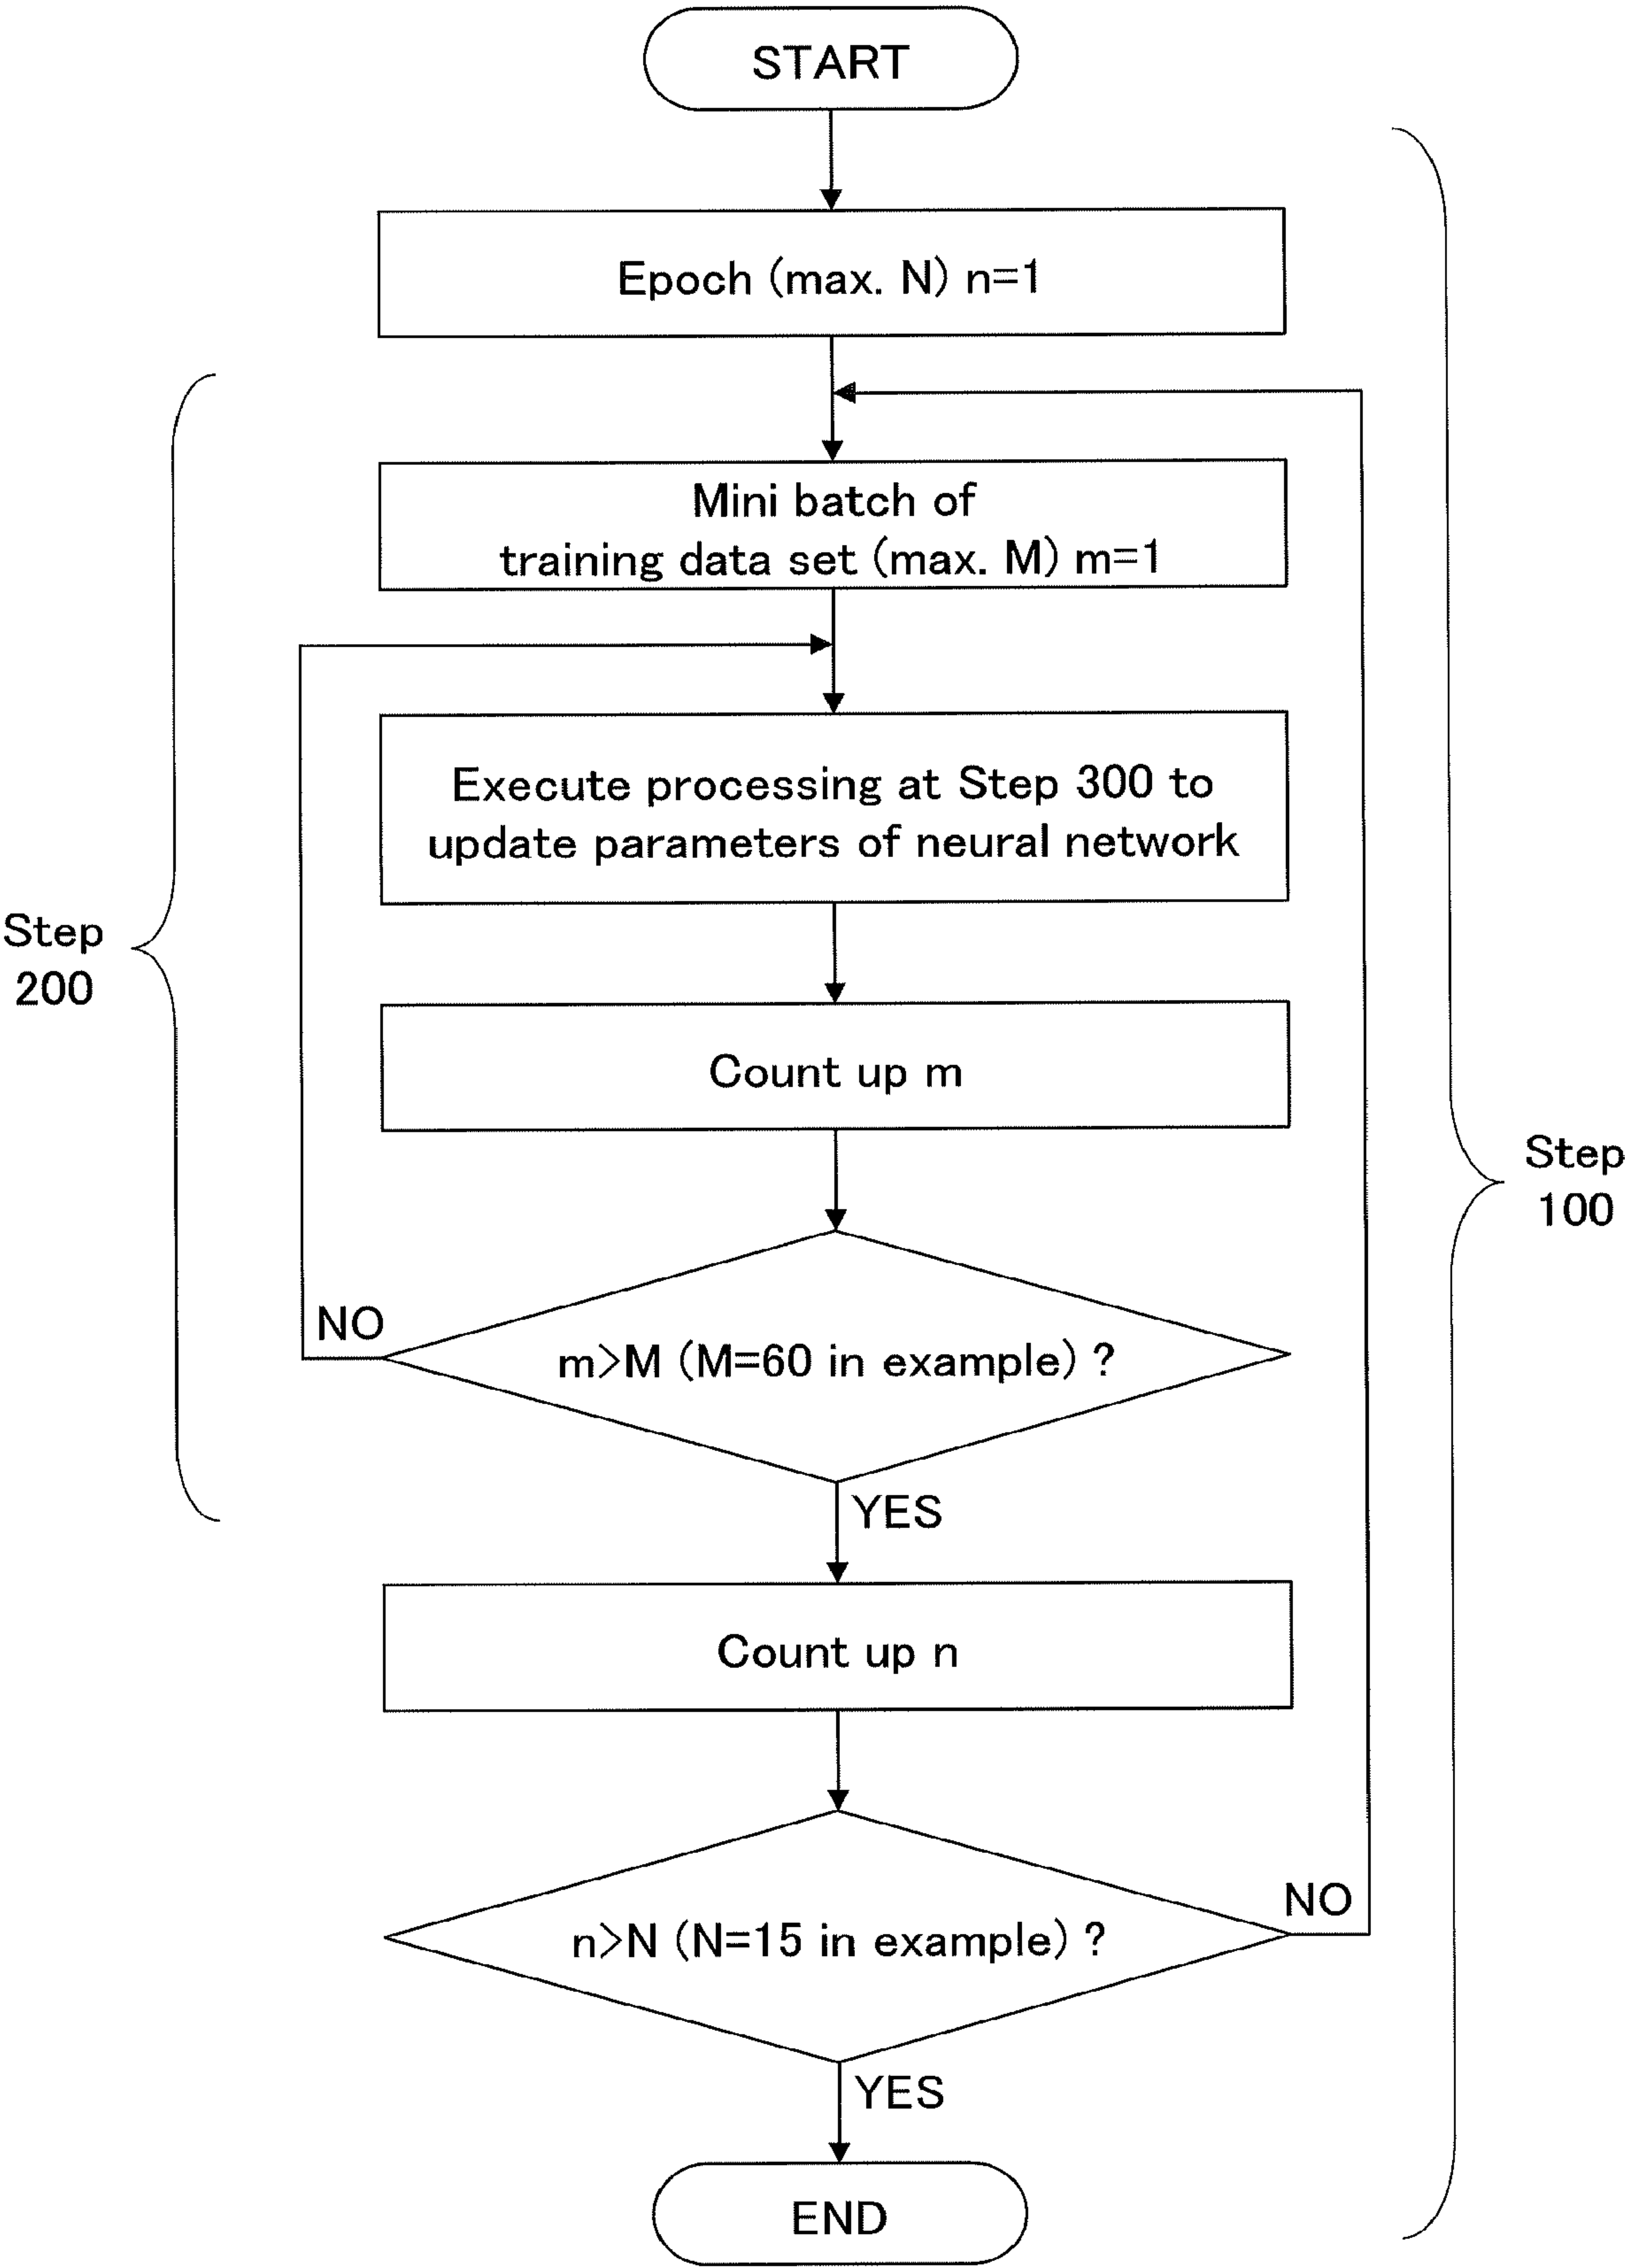 START
Epoch (max. N) n=1
Mini batch of
training data set (max. M) m=1
Execute processing at Step 300 to
update parameters of neural network
Step
200
Count up m
Step
100
NO
m>M (M=60 in example) ?
YES
Count up n
NO
n>N (N=15 in example) ?
YES
END